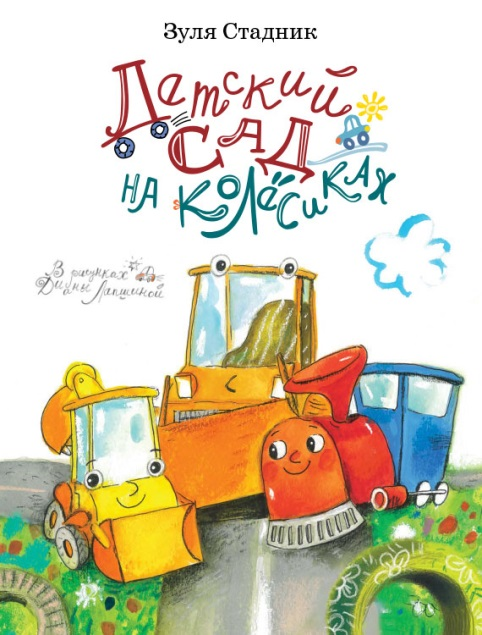 Зуля Стадник
Детский
САД
на колёсиках
В рисунках
Дианы Лапшиной